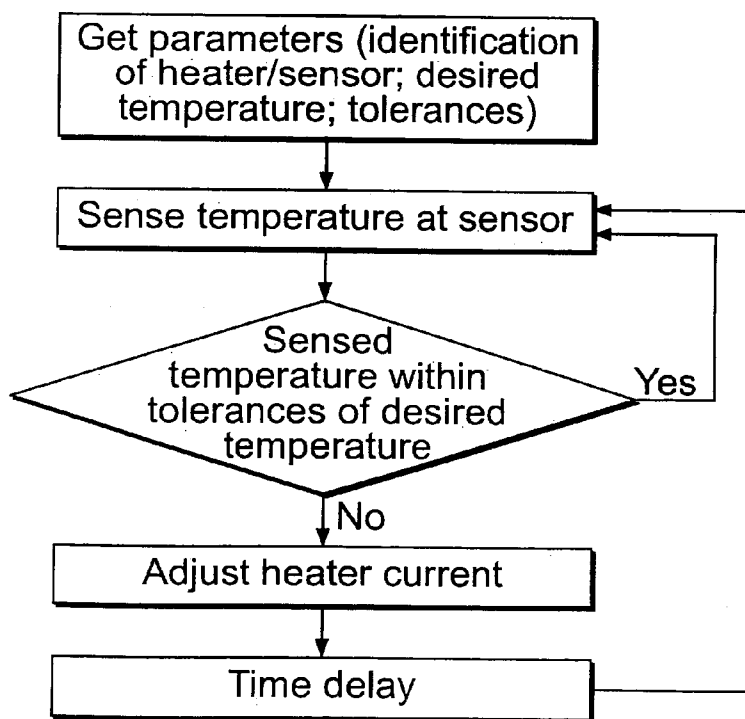 Get parameters (identification
of heater/sensor; desired
temperature; tolerances)
Sense temperature at sensor
Sensed
temperature within
tolerances of desired
temperature
Yes
No
Adjust heater current
Time delay